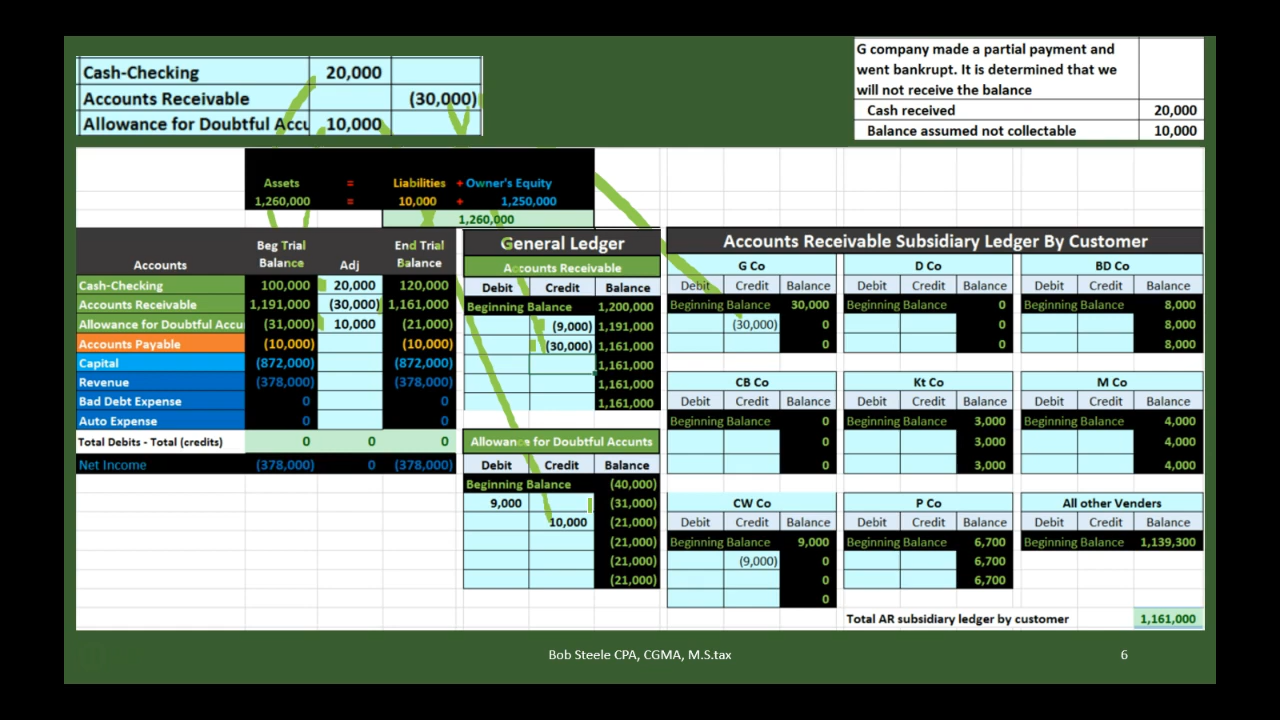 Cash-Checking 20,000
Accounts Receivable (30,000)
Allowance for Doubtful Accu 10,000
G company made a partial payment and
went bankrupt. It is determined that we
will not receive the balance
Cash received 20,000
Balance assumed not collectable 10,000
Assets = Liabilities + Owner's Equity
1,260,000 = 10,000 + 1,250,000
1,260,000
Accounts Beg Trial Balance Adj End Trial Balance
Cash-Checking 100,000 20,000 120,000
Accounts Receivable 1,191,000 (30,000) 1,161,000
Allowance for Doubtful Accu (31,000) 10,000 (21,000)
Accounts Payable (10,000) (10,000)
Capital (872,000) (872,000)
Revenue (378,000) (378,000)
Bad Debt Expense 0 0
Auto Expense 0 0
Total Debits - Total (credits) 0 0 0
Net Income (378,000) 0 (378,000)
General Ledger
Accounts Receivable
Debit Credit Balance
Beginning Balance 1,200,000
(9,000) 1,191,000
(30,000) 1,161,000
1,161,000
1,161,000
1,161,000
Allowance for Doubtful Accunts
Debit Credit Balance
Beginning Balance (40,000)
9,000 (31,000)
10,000 (21,000)
(21,000)
(21,000)
(21,000)
Accounts Receivable Subsidiary Ledger By Customer
G Co
Debit Credit Balance
Beginning Balance 30,000
(30,000) 0
0
D Co
Debit Credit Balance
Beginning Balance 0
0
0
BD Co
Debit Credit Balance
Beginning Balance 8,000
8,000
8,000
CB Co
Debit Credit Balance
Beginning Balance 0
0
0
Kt Co
Debit Credit Balance
Beginning Balance 3,000
3,000
3,000
M Co
Debit Credit Balance
Beginning Balance 4,000
4,000
4,000
CW Co
Debit Credit Balance
Beginning Balance 9,000
(9,000) 0
0
0
P Co
Debit Credit Balance
Beginning Balance 6,700
6,700
6,700
All other Venders
Debit Credit Balance
Beginning Balance 1,139,300
Total AR subsidiary ledger by customer 1,161,000
Bob Steele CPA, CGMA, M.S.tax 6